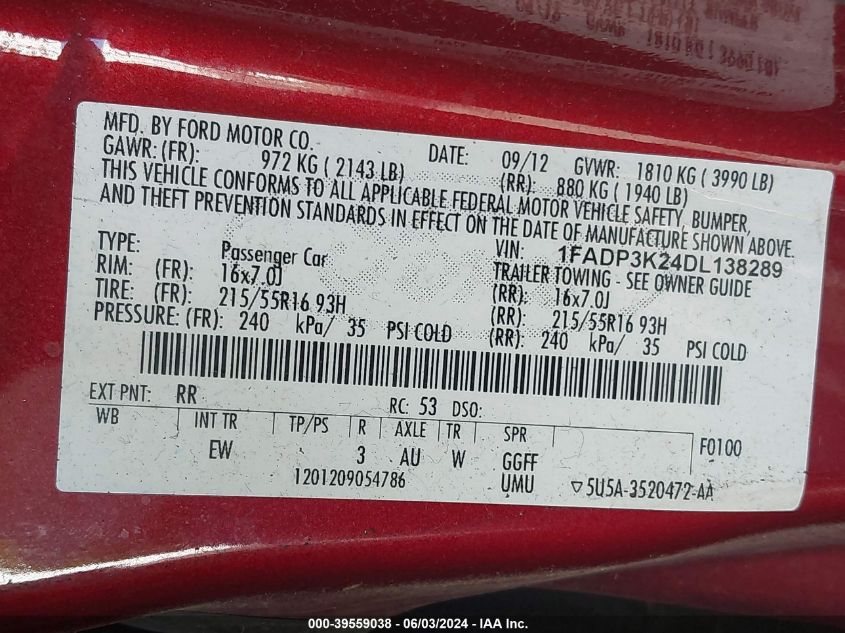 MFD. BY FORD MOTOR CO. DATE: 09/12 GVWR: 1810 KG ( 3990 LB)
GAWR: (FR): 972 KG ( 2143 LB) (RR): 880 KG ( 1940 LB)
THIS VEHICLE CONFORMS TO ALL APPLICABLE FEDERAL MOTOR VEHICLE SAFETY, BUMPER,
AND THEFT PREVENTION STANDARDS IN EFFECT ON THE DATE OF MANUFACTURE SHOWN ABOVE.
VIN: 1FADP3K24DL138289
TYPE: Passenger Car TRAILER TOWING - SEE OWNER GUIDE
RIM: (FR): 16x7.0J (RR): 16x7.0J
TIRE: (FR): 215/55R16 93H (RR): 215/55R16 93H
PRESSURE: (FR): 240 kPa/ 35 PSI COLD (RR): 240 kPa/ 35 PSI COLD
EXT PNT: RR RC: 53 DSO:
WB INT TR TP/PS R AXLE TR SPR F0100
EW 3 AU W GGFF
1201209054786 UMU ▽5U5A-3520472-AA
000-39559038 - 06/03/2024 - IAA Inc.